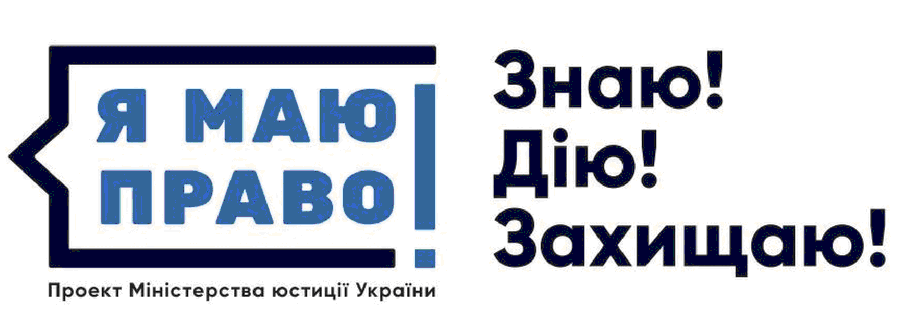 Я МАЮ
ПРАВО!
Проект Міністерства юстиції України
Знаю!
Дію!
Захищаю!